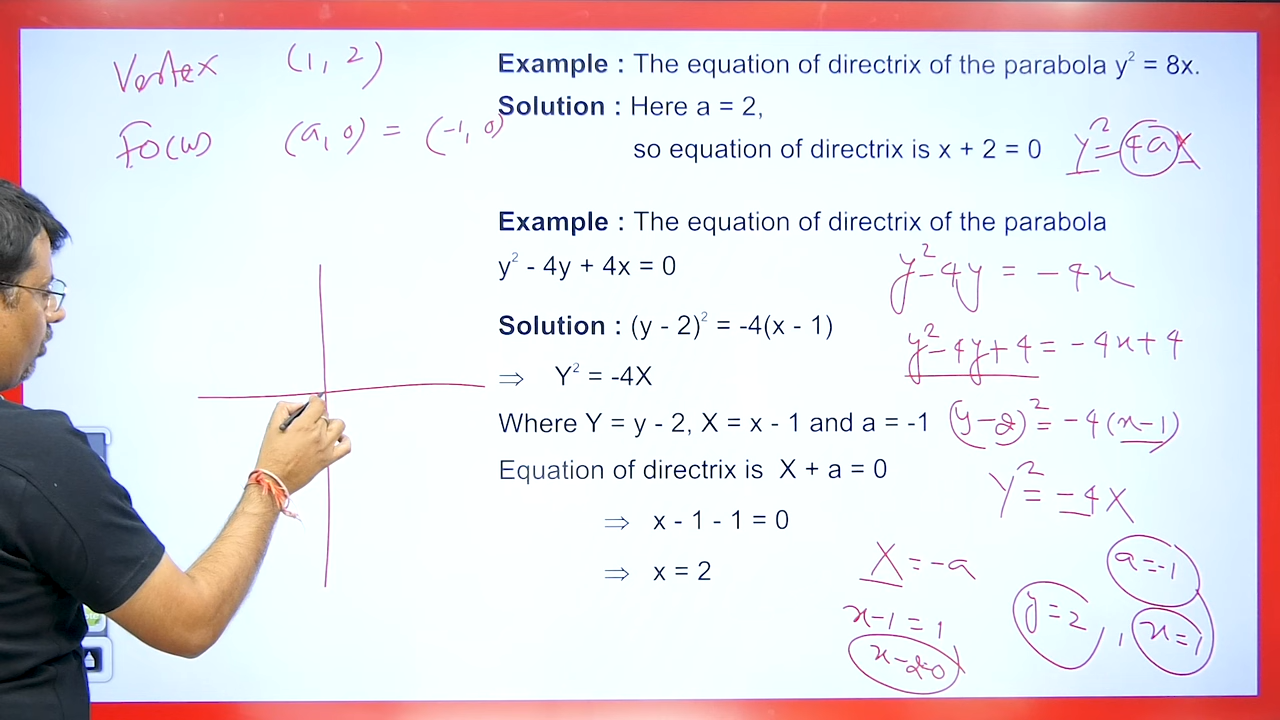 Vertex (1, 2)
Focus (a, 0) = (-1, 0)
Example : The equation of directrix of the parabola y² = 8x.
Solution : Here a = 2,
so equation of directrix is x + 2 = 0
Y² = 4aX
Example : The equation of directrix of the parabola
y² - 4y + 4x = 0
y² - 4y = -4x
Solution : (y - 2)² = -4(x - 1)
y² - 4y + 4 = -4x + 4
⇒ Y² = -4X
Where Y = y - 2, X = x - 1 and a = -1
(y - 2)² = -4(x - 1)
Equation of directrix is X + a = 0
Y² = -4X
⇒ x - 1 - 1 = 0
⇒ x = 2
X = -a
a = -1
x - 1 = 1
y = 2 , x = 1
x - 2 = 0